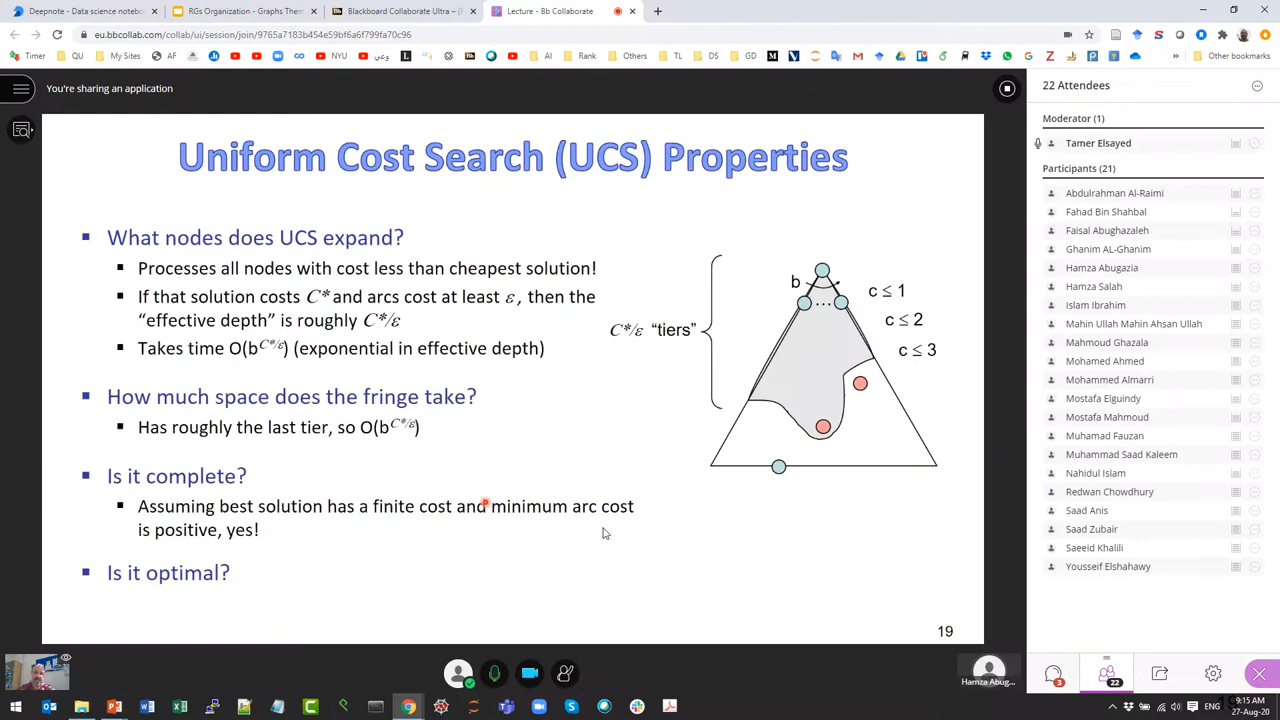 Deepnote - Data science notebo
RGs Organization - Graphs Them
Blackboard Collaborate Ultra – (
Lecture - Bb Collaborate
eu.bbcollab.com/collab/ui/session/join/9765a7183b454e59bf6a6f799fa70c96
Timer
QU
My Sites
AF
NYU
وعي
AI
Rank
Others
TL
DS
GD
Other bookmarks
You're sharing an application
Uniform Cost Search (UCS) Properties
What nodes does UCS expand?
Processes all nodes with cost less than cheapest solution!
If that solution costs C* and arcs cost at least ε, then the
“effective depth” is roughly C*/ε
Takes time O(b^C*/ε) (exponential in effective depth)
How much space does the fringe take?
Has roughly the last tier, so O(b^C*/ε)
Is it complete?
Assuming best solution has a finite cost and minimum arc cost
is positive, yes!
Is it optimal?
b
…
c ≤ 1
c ≤ 2
c ≤ 3
C*/ε “tiers”
19
22 Attendees
Moderator (1)
Tamer Elsayed
Participants (21)
Abdulrahman Al-Raimi
Fahad Bin Shahbal
Faisal Abughazaleh
Ghanim AL-Ghanim
Hamza Abugazia
Hamza Salah
Islam Ibrahim
Mahin Ullah Mahin Ahsan Ullah
Mahmoud Ghazala
Mohamed Ahmed
Mohammed Almarri
Mostafa Elguindy
Mostafa Mahmoud
Muhamad Fauzan
Muhammad Saad Kaleem
Nahidul Islam
Redwan Chowdhury
Saad Anis
Saad Zubair
Saeeid Khalili
Yousseif Elshahawy
Hamza Abug...
3
22
ENG
9:15 AM
27-Aug-20